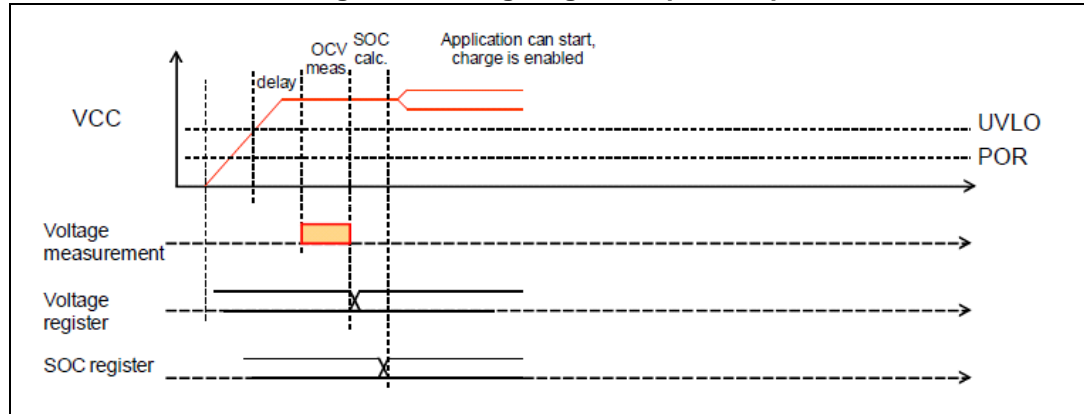 SOC
OCV
calc.
meas.
delay
Application can start,
charge is enabled
VCC
UVLO
POR
Voltage
measurement
Voltage
register
SOC register